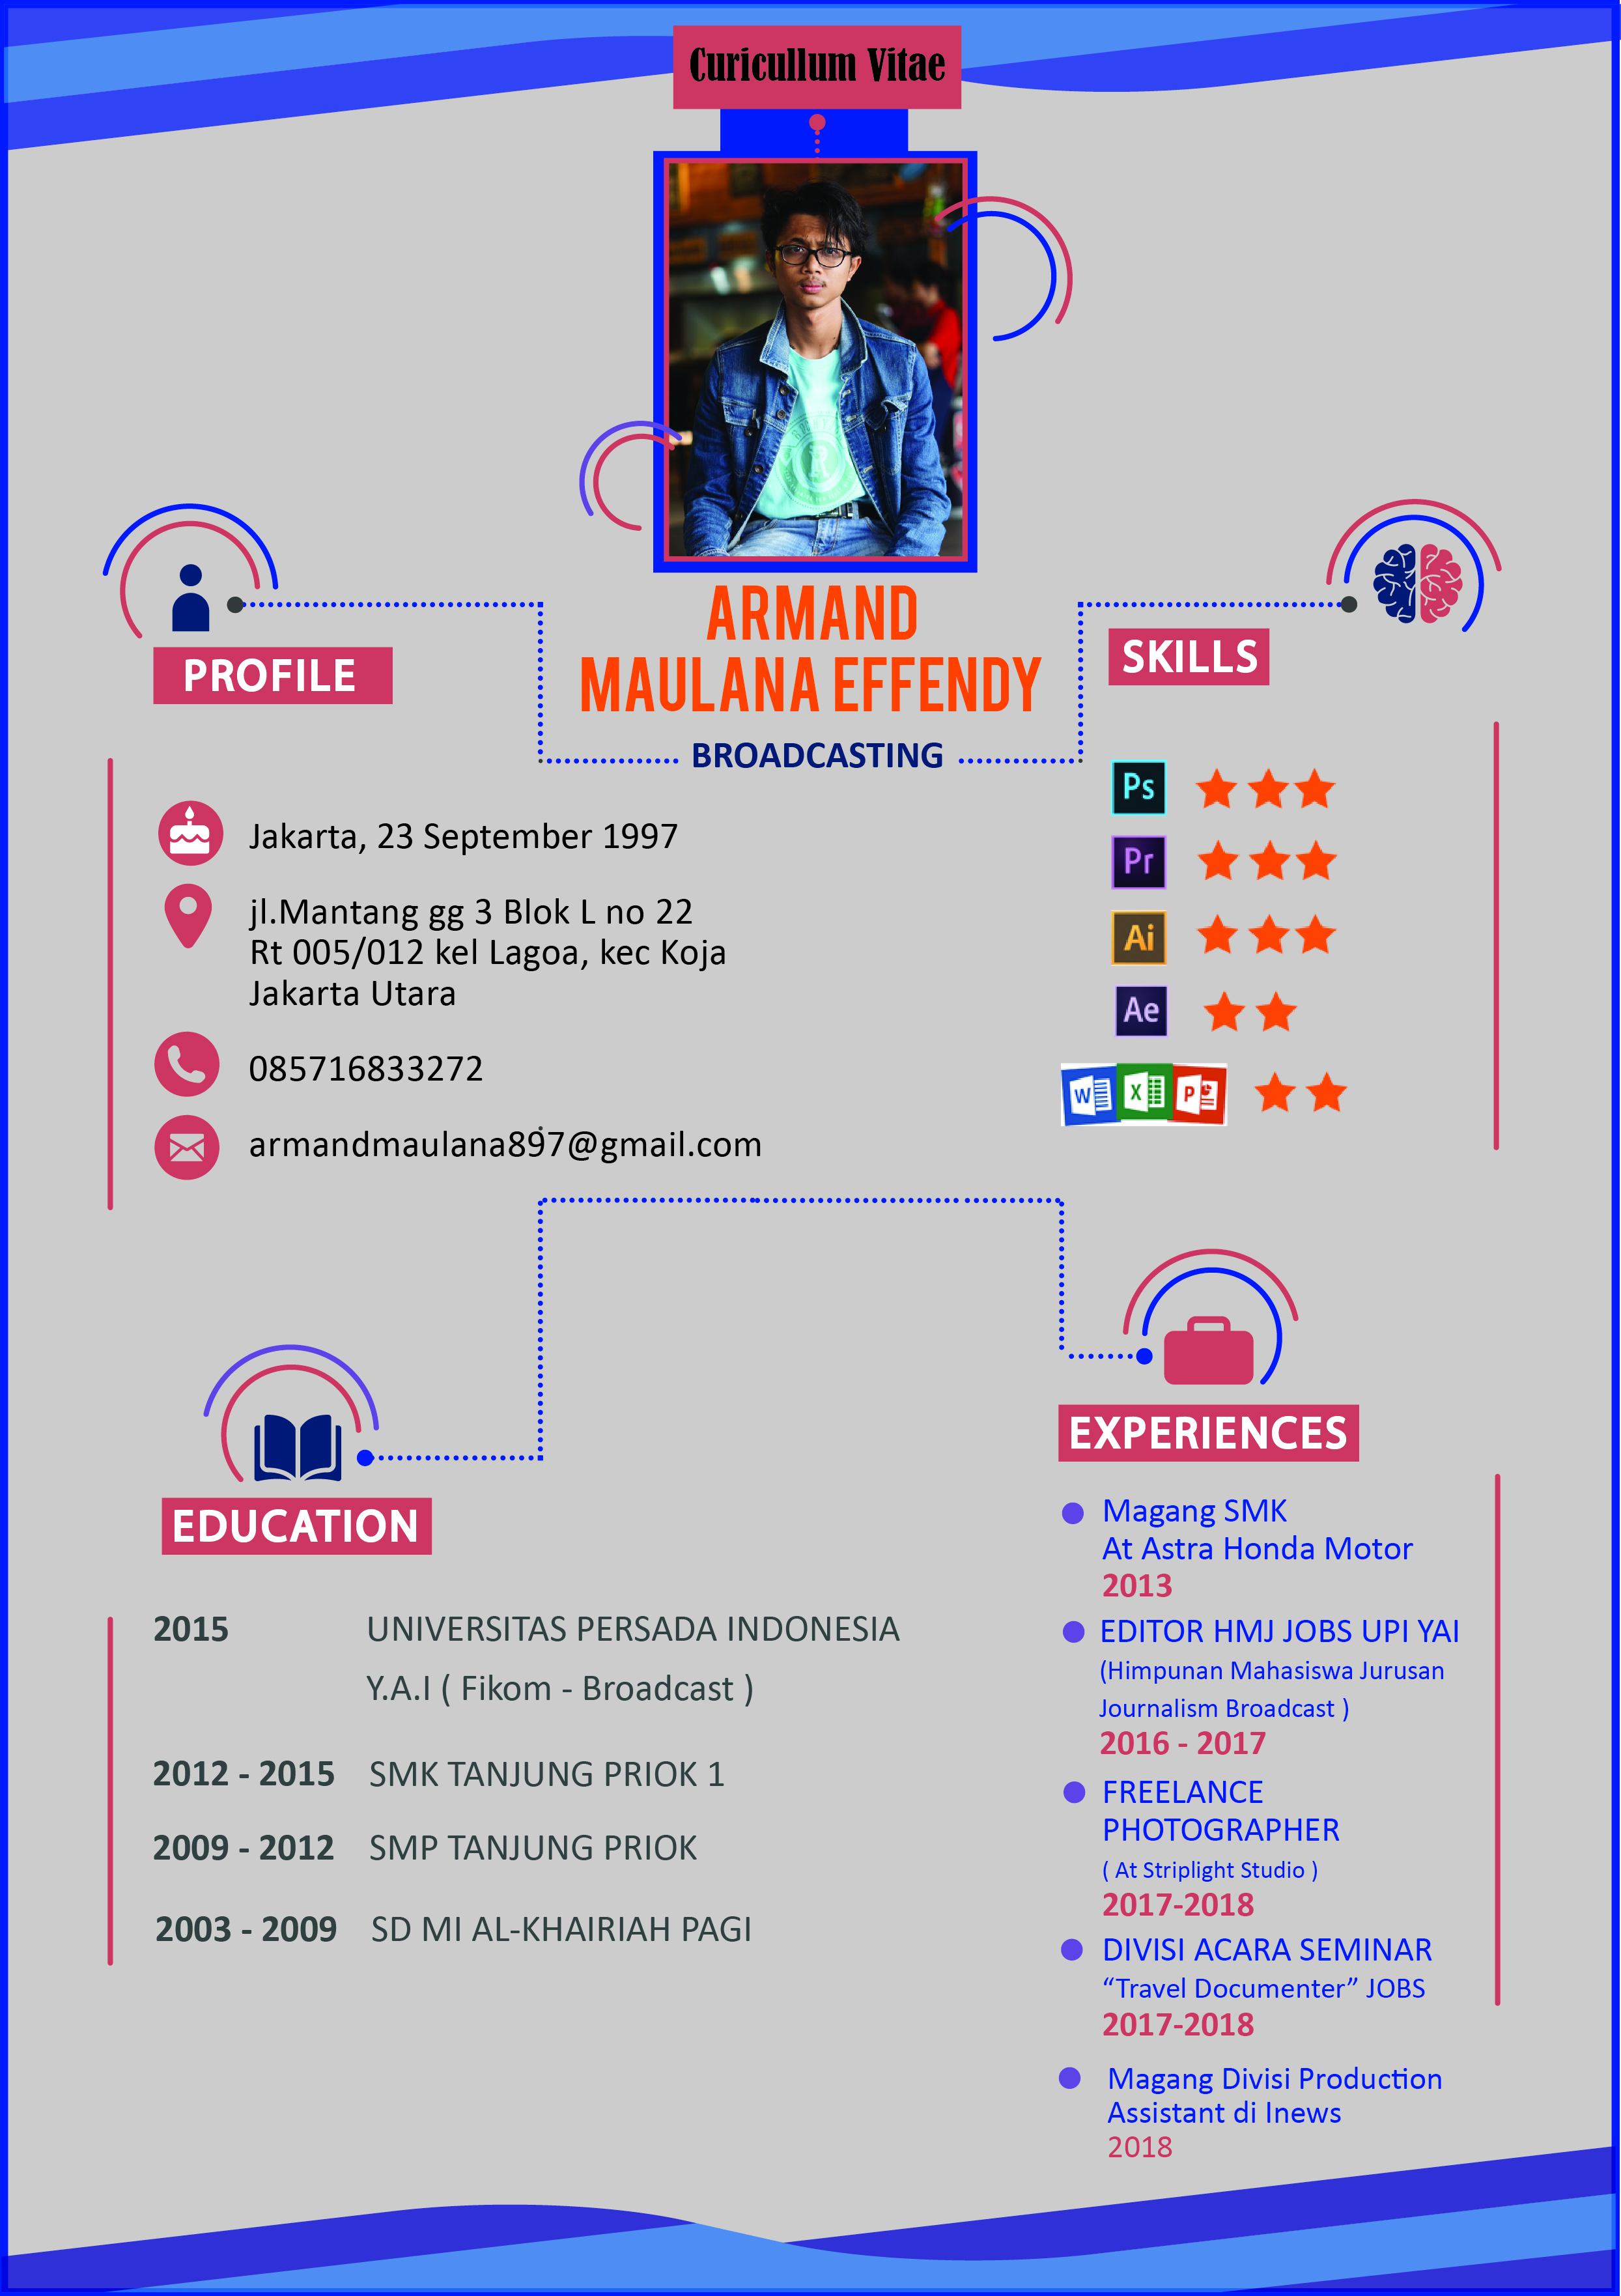 Curicullum Vitae
ARMAND
MAULANA EFFENDY
BROADCASTING
PROFILE
Jakarta, 23 September 1997
jl.Mantang gg 3 Blok L no 22
Rt 005/012 kel Lagoa, kec Koja
Jakarta Utara
085716833272
armandmaulana897@gmail.com
SKILLS
Ps
Pr
Ai
Ae
W X P
EDUCATION
2015 UNIVERSITAS PERSADA INDONESIA
Y.A.I ( Fikom - Broadcast )
2012 - 2015 SMK TANJUNG PRIOK 1
2009 - 2012 SMP TANJUNG PRIOK
2003 - 2009 SD MI AL-KHAIRIAH PAGI
EXPERIENCES
Magang SMK
At Astra Honda Motor
2013
EDITOR HMJ JOBS UPI YAI
(Himpunan Mahasiswa Jurusan
Journalism Broadcast )
2016 - 2017
FREELANCE
PHOTOGRAPHER
( At Striplight Studio )
2017-2018
DIVISI ACARA SEMINAR
“Travel Documenter” JOBS
2017-2018
Magang Divisi Production
Assistant di Inews
2018